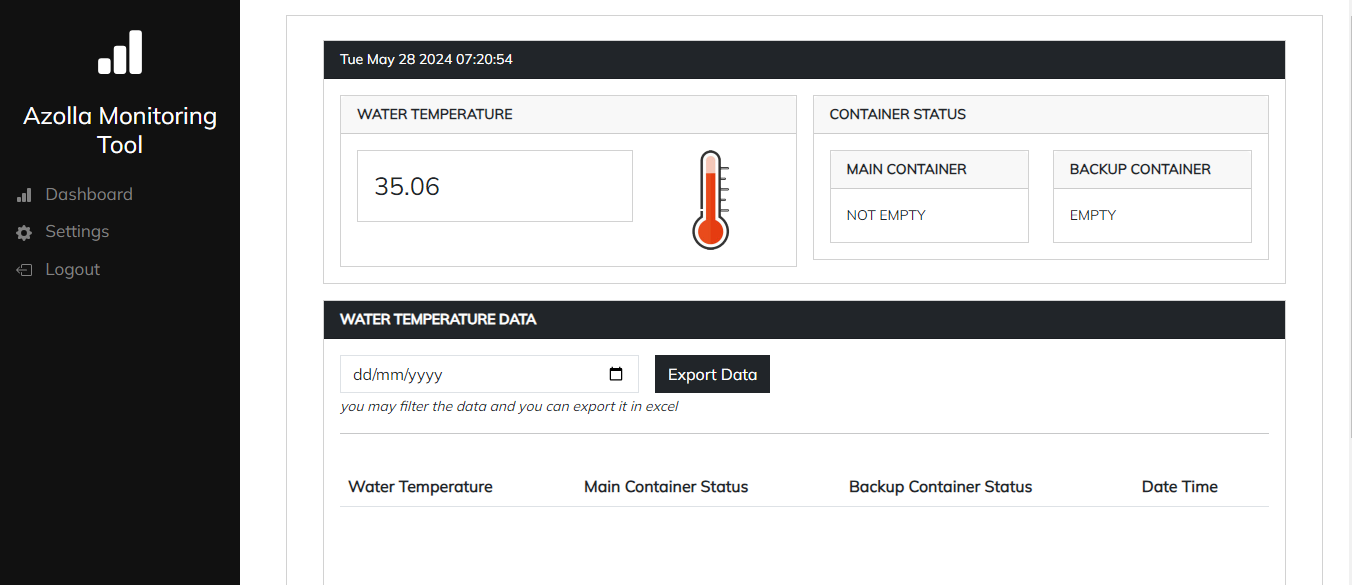 Azolla Monitoring
Tool
Dashboard
Settings
Logout
Tue May 28 2024 07:20:54
WATER TEMPERATURE
35.06
CONTAINER STATUS
MAIN CONTAINER
NOT EMPTY
BACKUP CONTAINER
EMPTY
WATER TEMPERATURE DATA
dd/mm/yyyy
Export Data
you may filter the data and you can export it in excel
Water Temperature Main Container Status Backup Container Status Date Time